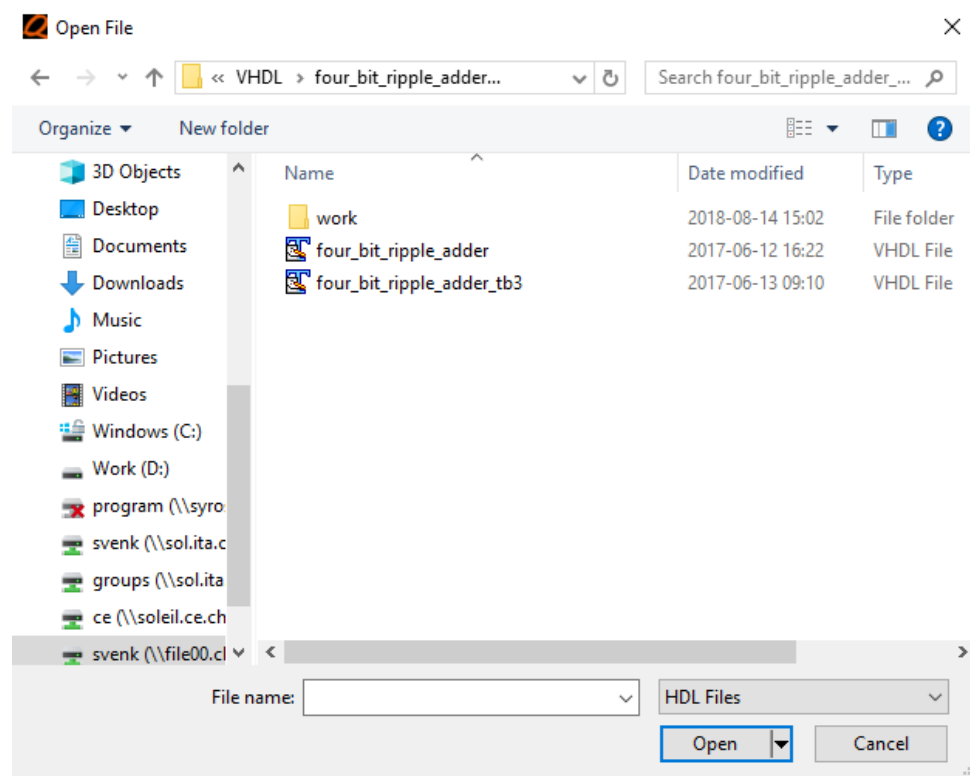 Open File
« VHDL > four_bit_ripple_adder...
Search four_bit_ripple_adder_...
Organize
New folder
?
Name Date modified Type
3D Objects
Desktop
Documents
Downloads
Music
Pictures
Videos
Windows (C:)
Work (D:)
program (\\syro
svenk (\\sol.ita.c
groups (\\sol.ita
ce (\\soleil.ce.ch
svenk (\\file00.cl
work 2018-08-14 15:02 File folder
four_bit_ripple_adder 2017-06-12 16:22 VHDL File
four_bit_ripple_adder_tb3 2017-06-13 09:10 VHDL File
File name:
HDL Files
Open
Cancel